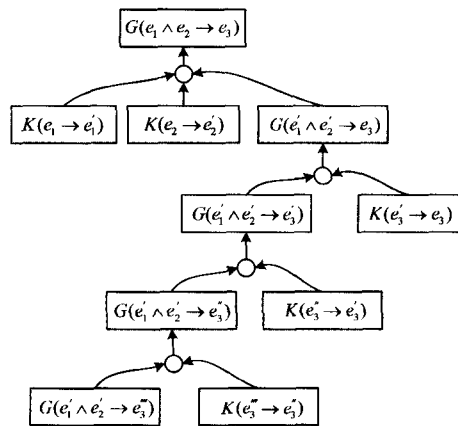 G(e₁ ∧ e₂ → e₃)
K(e₁ → e₁′) K(e₂ → e₂′) G(e₁′ ∧ e₂′ → e₃)
G(e₁′ ∧ e₂′ → e₃′) K(e₃′ → e₃)
G(e₁′ ∧ e₂′ → e₃″) K(e₃″ → e₃′)
G(e₁′ ∧ e₂′ → e₃‴) K(e₃‴ → e₃″)